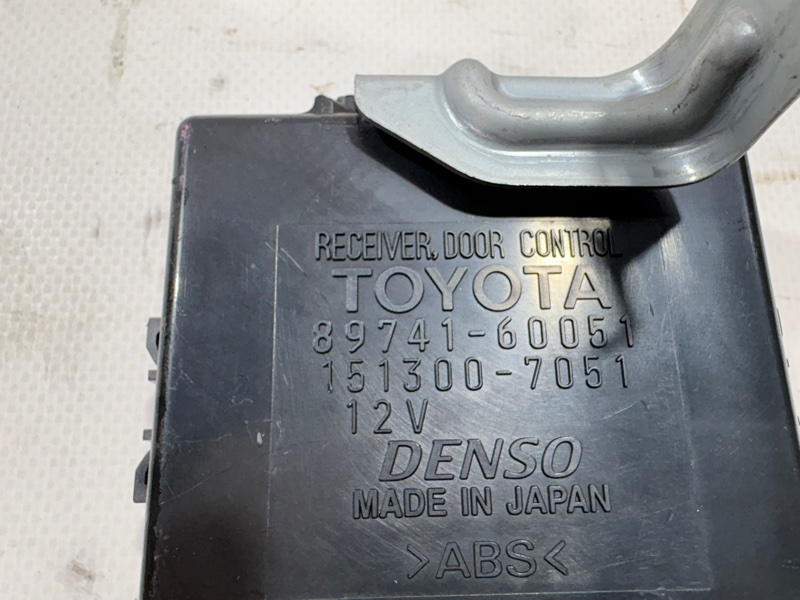 RECEIVER, DOOR CONTROL
TOYOTA
89741-60051
151300-7051
12V
DENSO
MADE IN JAPAN
>ABS<